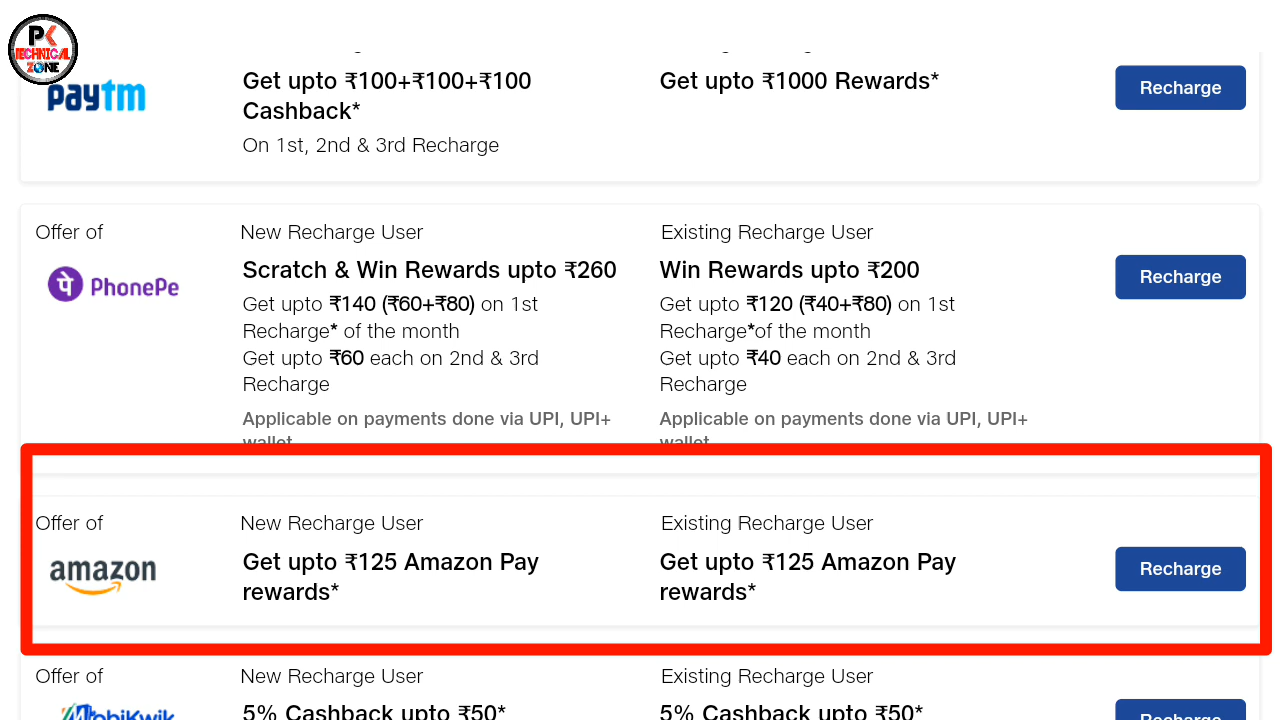 PK
TECHNICAL
ZONE
paytm
Get upto ₹100+₹100+₹100
Cashback*
On 1st, 2nd & 3rd Recharge
Get upto ₹1000 Rewards*
Recharge
Offer of
पे PhonePe
New Recharge User
Scratch & Win Rewards upto ₹260
Get upto ₹140 (₹60+₹80) on 1st
Recharge* of the month
Get upto ₹60 each on 2nd & 3rd
Recharge
Applicable on payments done via UPI, UPI+
wallet
Existing Recharge User
Win Rewards upto ₹200
Get upto ₹120 (₹40+₹80) on 1st
Recharge*of the month
Get upto ₹40 each on 2nd & 3rd
Recharge
Applicable on payments done via UPI, UPI+
wallet
Recharge
Offer of
amazon
New Recharge User
Get upto ₹125 Amazon Pay
rewards*
Existing Recharge User
Get upto ₹125 Amazon Pay
rewards*
Recharge
Offer of
MobiKwik
New Recharge User
5% Cashback upto ₹50*
Existing Recharge User
5% Cashback upto ₹50*
Recharge